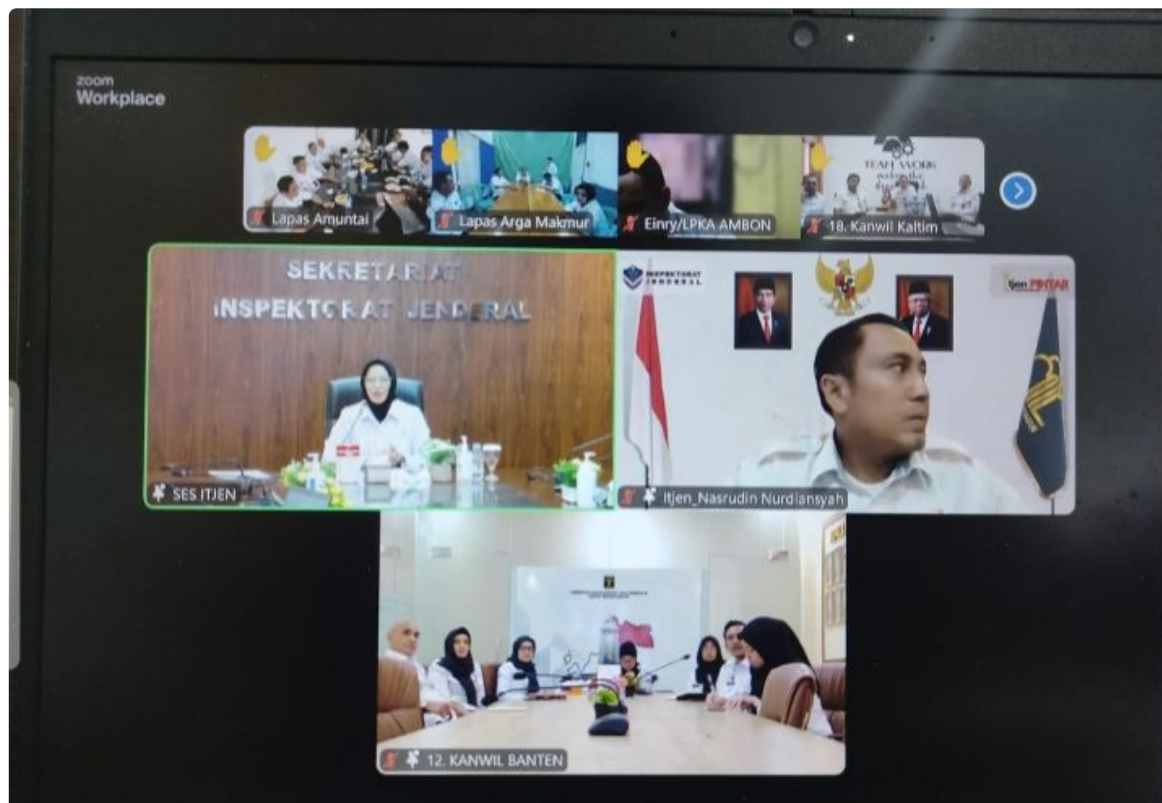 zoom
Workplace
Lapas Amuntai
Lapas Arga Makmur
Einry/LPKA AMBON
TEAM WORK
18. Kanwil Kaltim
SEKRETARIAT
INSPEKTORAT JENDERAL
SES ITJEN
INSPEKTORAT
JENDERAL
Itjen PINTAR
Itjen_Nasrudin Nurdiansyah
12. KANWIL BANTEN